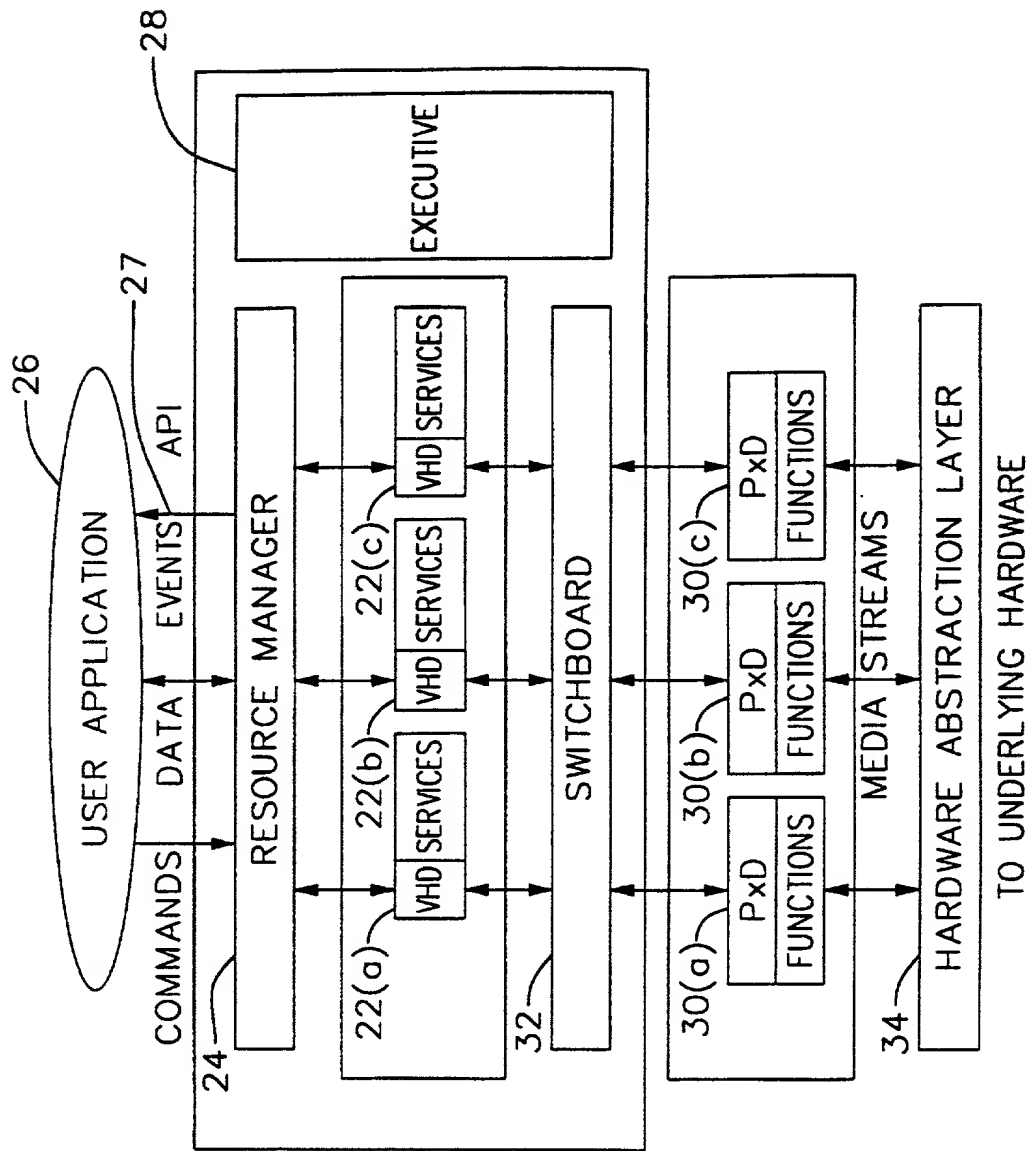 26
USER APPLICATION
27
28
COMMANDS DATA EVENTS API
24
RESOURCE MANAGER
EXECUTIVE
22(a) 22(b) 22(c)
VHD SERVICES VHD SERVICES VHD SERVICES
32
SWITCHBOARD
30(a) 30(b) 30(c)
PxD PxD PxD
FUNCTIONS FUNCTIONS FUNCTIONS
MEDIA STREAMS
34
HARDWARE ABSTRACTION LAYER
TO UNDERLYING HARDWARE